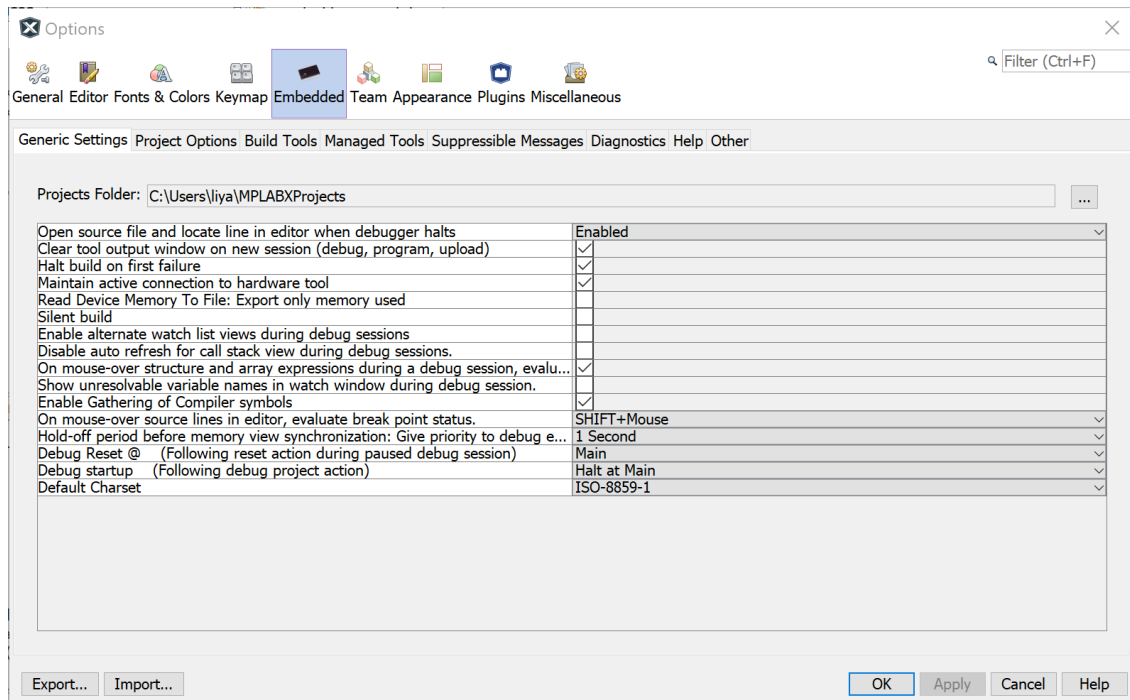 Options
Filter (Ctrl+F)
General Editor Fonts & Colors Keymap Embedded Team Appearance Plugins Miscellaneous
Generic Settings Project Options Build Tools Managed Tools Suppressible Messages Diagnostics Help Other
Projects Folder: C:\Users\liya\MPLABXProjects ...
Open source file and locate line in editor when debugger halts Enabled
Clear tool output window on new session (debug, program, upload)
Halt build on first failure
Maintain active connection to hardware tool
Read Device Memory To File: Export only memory used
Silent build
Enable alternate watch list views during debug sessions
Disable auto refresh for call stack view during debug sessions.
On mouse-over structure and array expressions during a debug session, evalu...
Show unresolvable variable names in watch window during debug session.
Enable Gathering of Compiler symbols
On mouse-over source lines in editor, evaluate break point status. SHIFT+Mouse
Hold-off period before memory view synchronization: Give priority to debug e... 1 Second
Debug Reset @ (Following reset action during paused debug session) Main
Debug startup (Following debug project action) Halt at Main
Default Charset ISO-8859-1
Export... Import... OK Apply Cancel Help